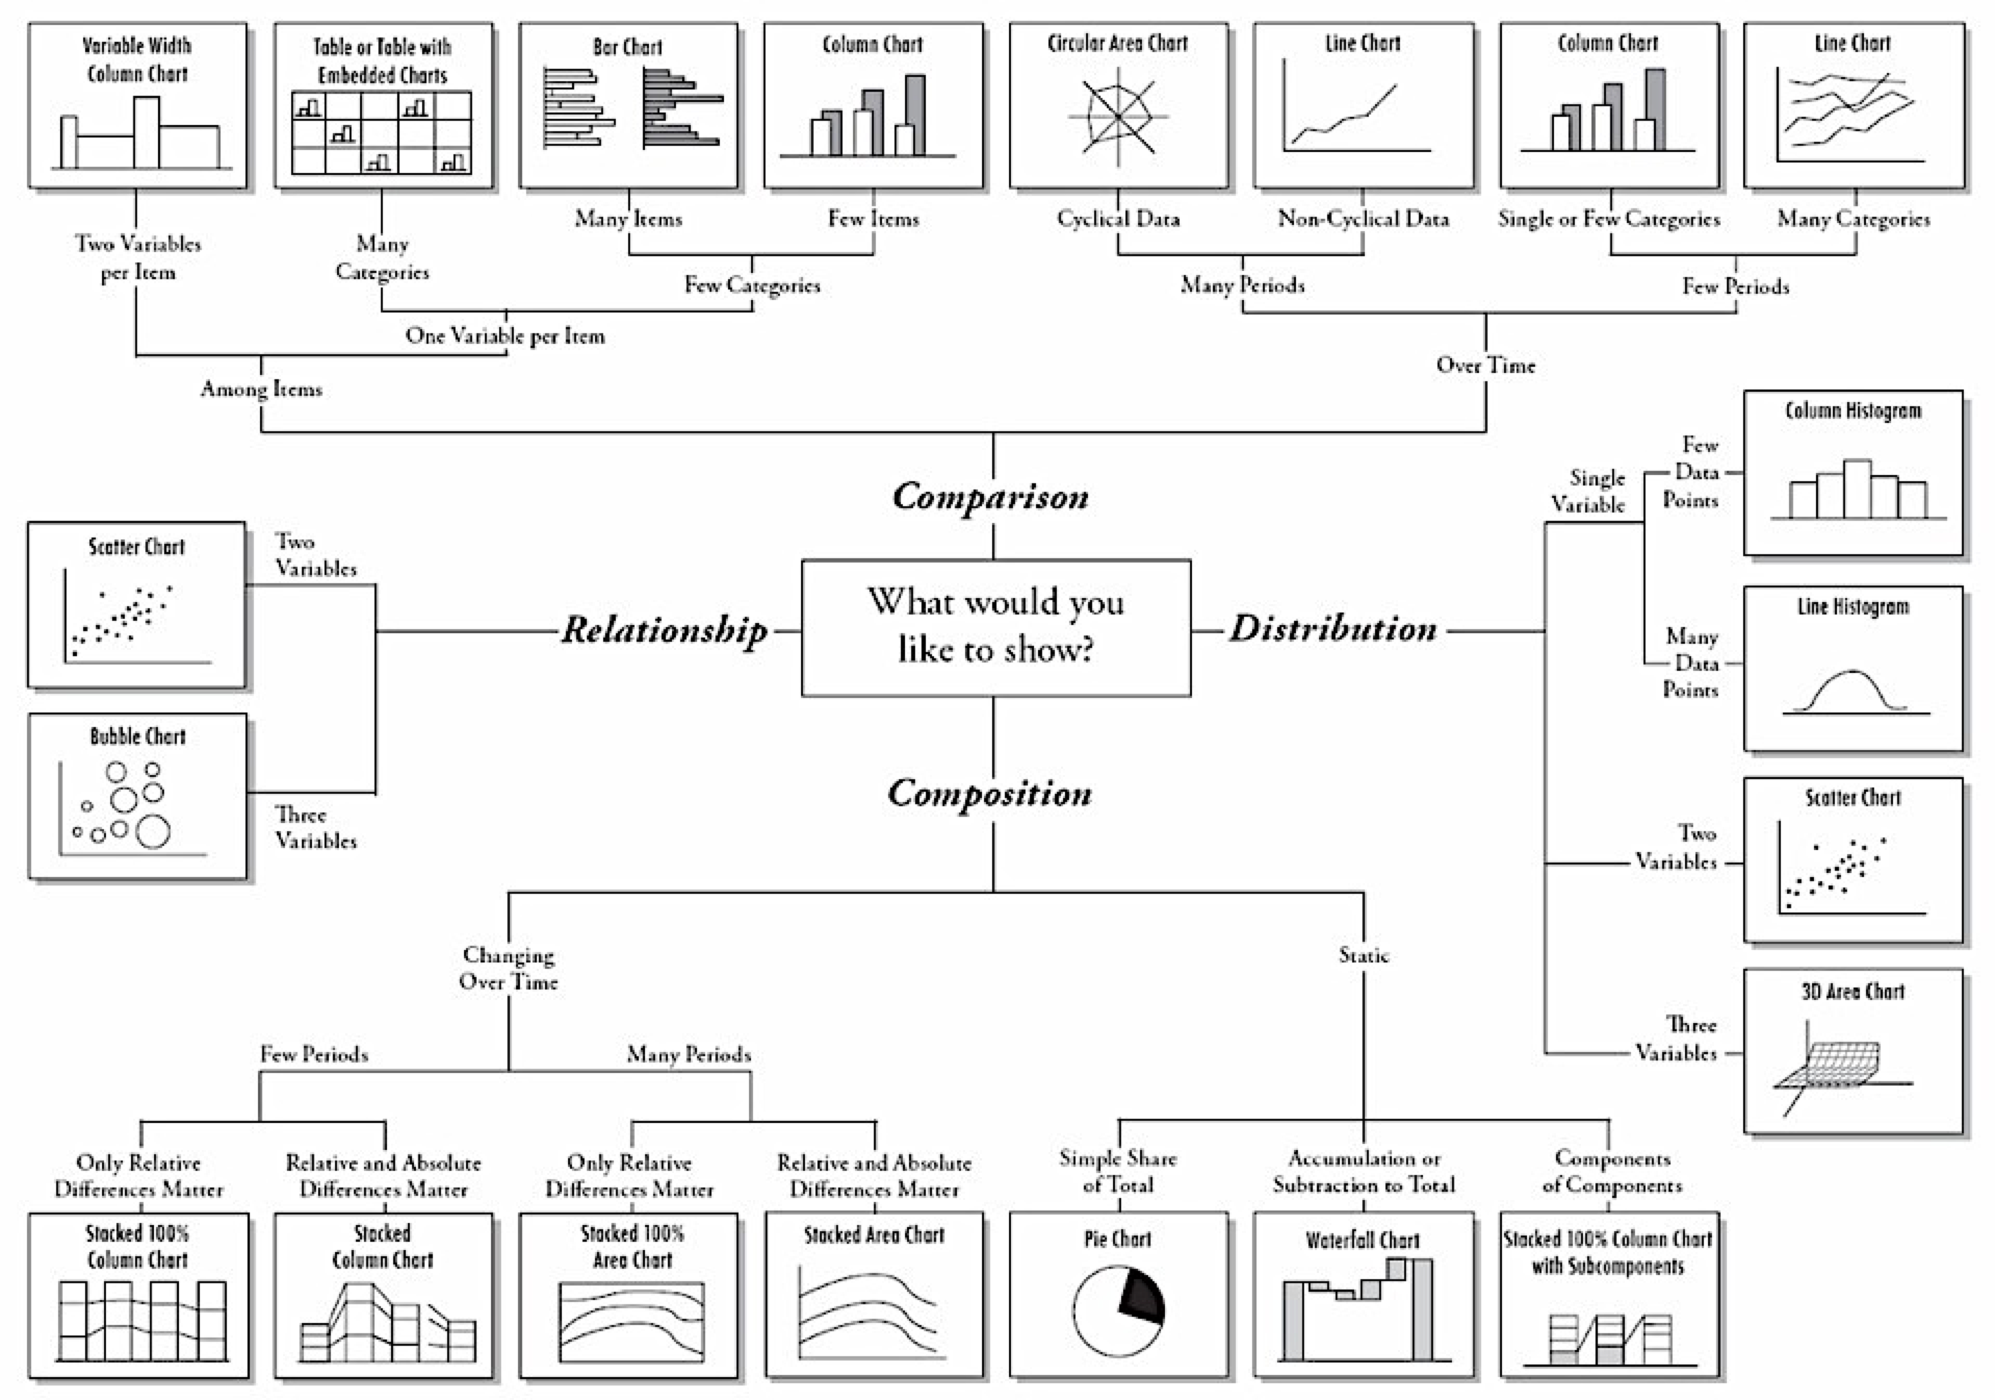 Variable Width
Column Chart
Table or Table with
Embedded Charts
Bar Chart
Column Chart
Circular Area Chart
Line Chart
Column Chart
Line Chart
Two Variables
per Item
Many
Categories
Many Items
Few Items
Cyclical Data
Non-Cyclical Data
Single or Few Categories
Many Categories
Few Categories
Many Periods
Few Periods
One Variable per Item
Among Items
Over Time
Comparison
What would you
like to show?
Relationship
Two
Variables
Scatter Chart
Three
Variables
Bubble Chart
Distribution
Single
Variable
Few
Data
Points
Column Histogram
Many
Data
Points
Line Histogram
Two
Variables
Scatter Chart
Three
Variables
3D Area Chart
Composition
Changing
Over Time
Static
Few Periods
Many Periods
Only Relative
Differences Matter
Relative and Absolute
Differences Matter
Only Relative
Differences Matter
Relative and Absolute
Differences Matter
Simple Share
of Total
Accumulation or
Subtraction to Total
Components
of Components
Stacked 100%
Column Chart
Stacked
Column Chart
Stacked 100%
Area Chart
Stacked Area Chart
Pie Chart
Waterfall Chart
Stacked 100% Column Chart
with Subcomponents